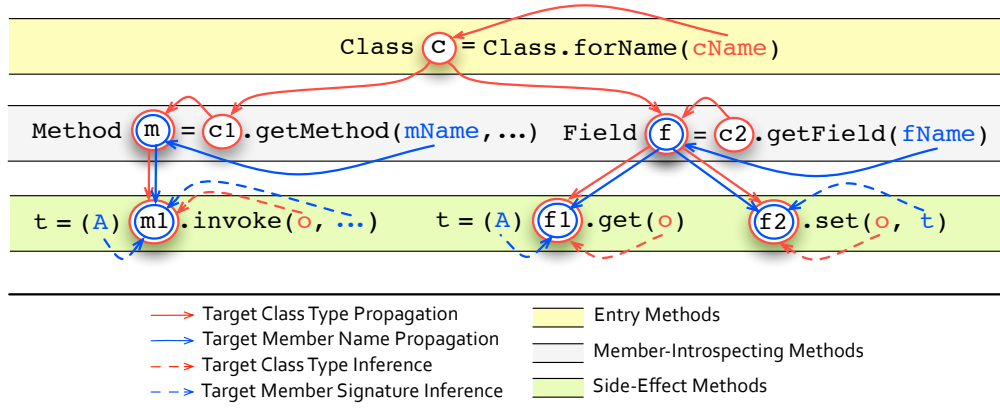 Class c = Class.forName(cName)
Method m = c1.getMethod(mName,...) Field f = c2.getField(fName)
t = (A) m1.invoke(o, ...) t = (A) f1.get(o) f2.set(o, t)
Target Class Type Propagation
Target Member Name Propagation
Target Class Type Inference
Target Member Signature Inference
Entry Methods
Member-Introspecting Methods
Side-Effect Methods